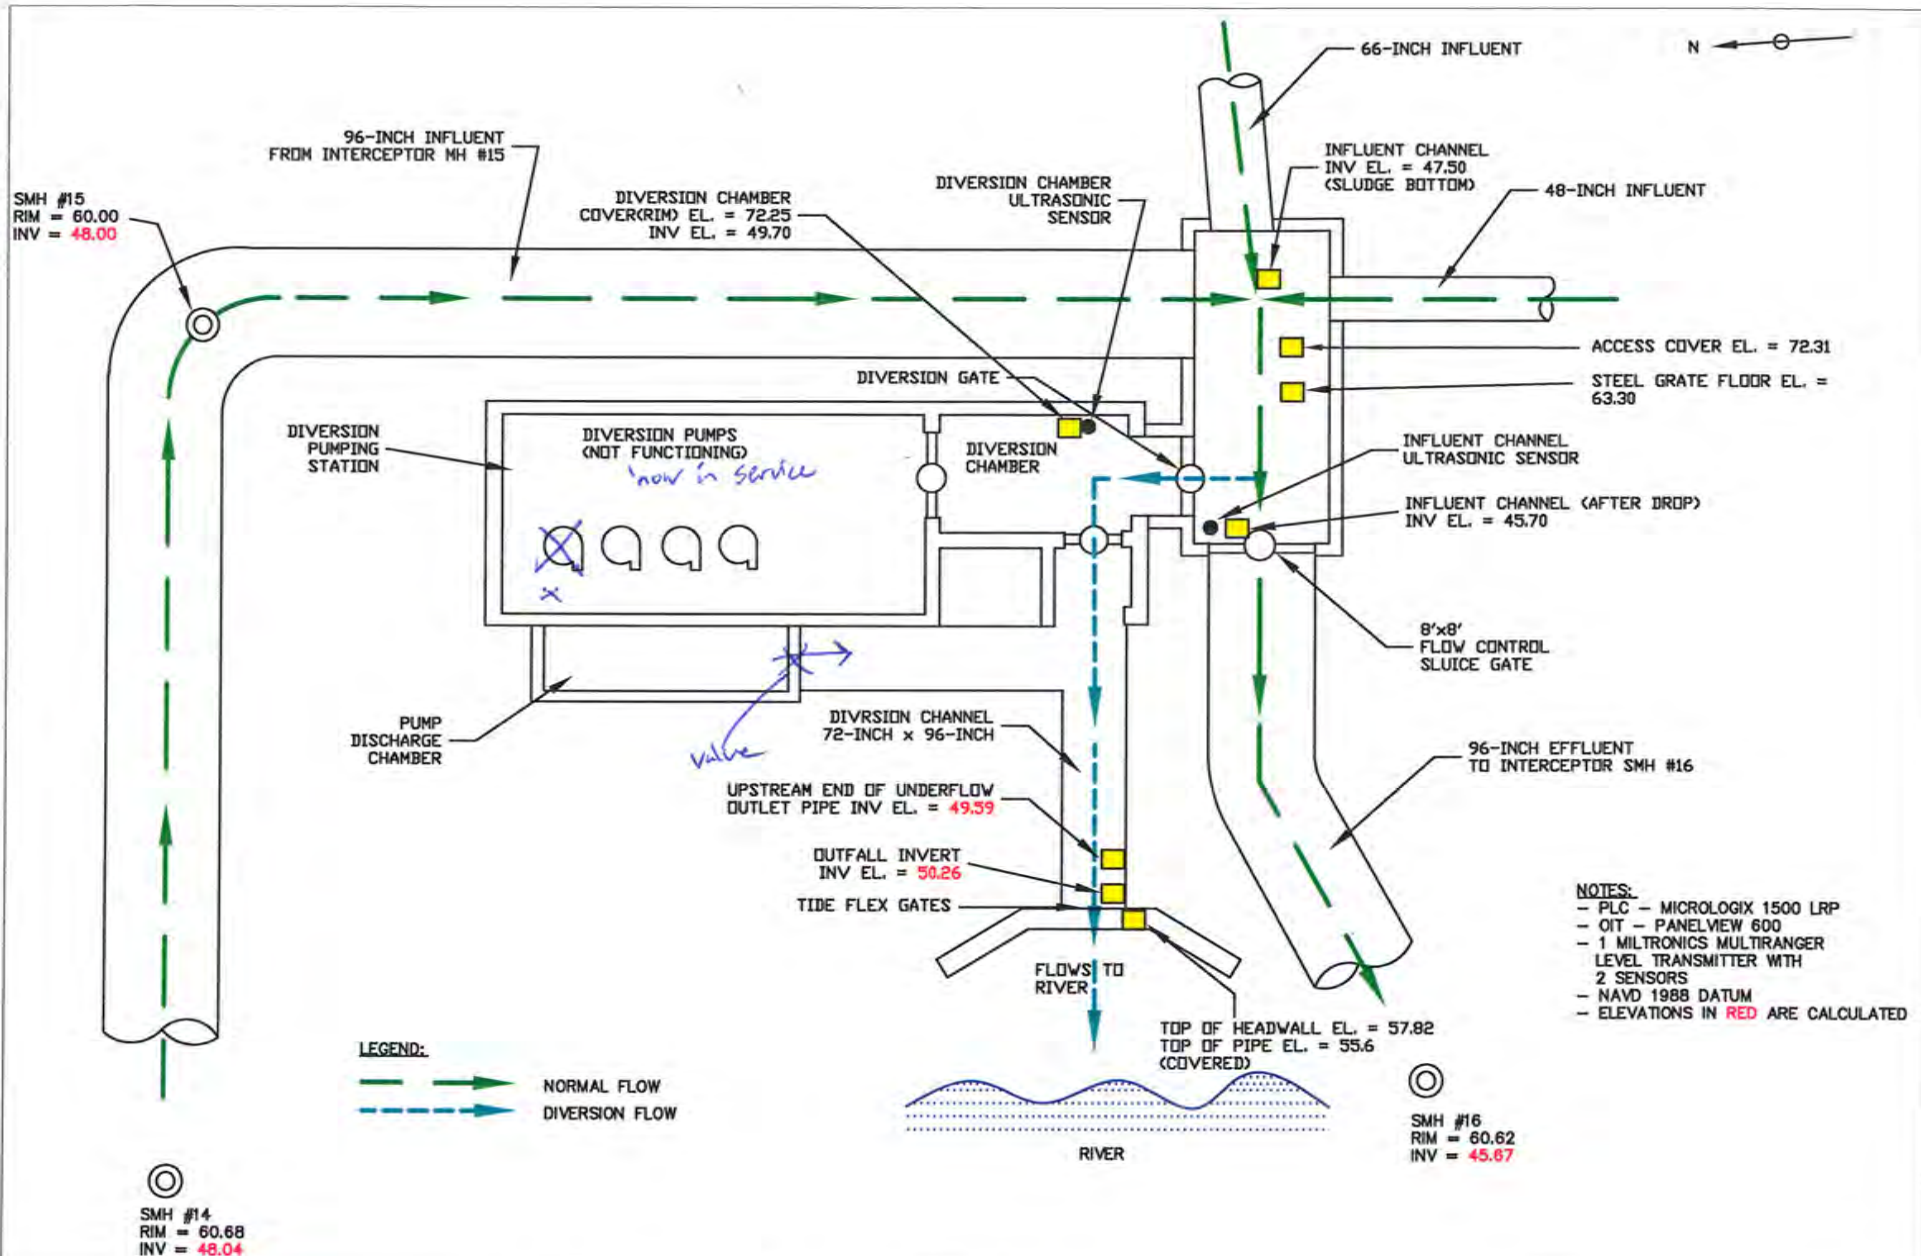 66-INCH INFLUENT
N
96-INCH INFLUENT
FROM INTERCEPTOR MH #15
SMH #15
RIM = 60.00
INV = 48.00
DIVERSION CHAMBER
COVER(RIM) EL. = 72.25
INV EL. = 49.70
DIVERSION CHAMBER
ULTRASONIC
SENSOR
INFLUENT CHANNEL
INV EL. = 47.50
(SLUDGE BOTTOM)
48-INCH INFLUENT
ACCESS COVER EL. = 72.31
STEEL GRATE FLOOR EL. =
63.30
DIVERSION GATE
DIVERSION
PUMPING
STATION
DIVERSION PUMPS
(NOT FUNCTIONING)
now in service
DIVERSION
CHAMBER
INFLUENT CHANNEL
ULTRASONIC SENSOR
INFLUENT CHANNEL (AFTER DROP)
INV EL. = 45.70
8'x8'
FLOW CONTROL
SLUICE GATE
PUMP
DISCHARGE
CHAMBER
valve
DIVRSION CHANNEL
72-INCH x 96-INCH
96-INCH EFFLUENT
TO INTERCEPTOR SMH #16
UPSTREAM END OF UNDERFLOW
OUTLET PIPE INV EL. = 49.59
OUTFALL INVERT
INV EL. = 50.26
TIDE FLEX GATES
NOTES:
- PLC - MICROLOGIX 1500 LRP
- OIT - PANELVIEW 600
- 1 MILTRONICS MULTIRANGER
LEVEL TRANSMITTER WITH
2 SENSORS
- NAVD 1988 DATUM
- ELEVATIONS IN RED ARE CALCULATED
FLOWS TO
RIVER
TOP OF HEADWALL EL. = 57.82
TOP OF PIPE EL. = 55.6
(COVERED)
LEGEND:
NORMAL FLOW
DIVERSION FLOW
RIVER
SMH #16
RIM = 60.62
INV = 45.67
SMH #14
RIM = 60.68
INV = 48.04